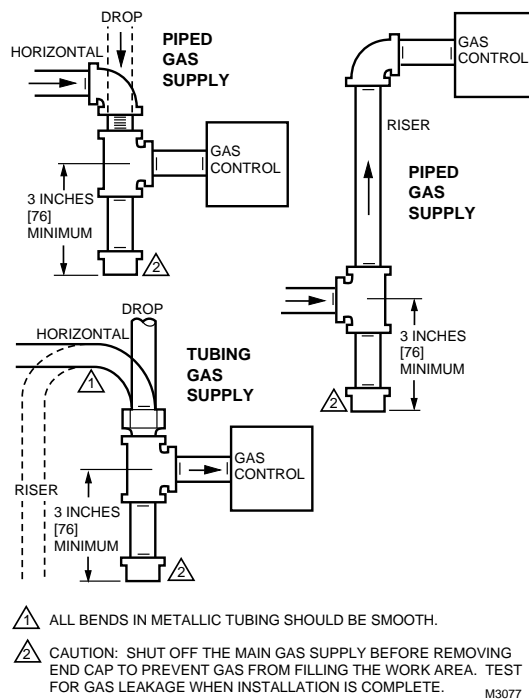 DROP
HORIZONTAL
PIPED
GAS
SUPPLY
GAS
CONTROL
3 INCHES
[76]
MINIMUM
2
GAS
CONTROL
RISER
PIPED
GAS
SUPPLY
3 INCHES
[76]
MINIMUM
2
DROP
HORIZONTAL
1
TUBING
GAS
SUPPLY
GAS
CONTROL
RISER
3 INCHES
[76]
MINIMUM
2
1 ALL BENDS IN METALLIC TUBING SHOULD BE SMOOTH.
2 CAUTION: SHUT OFF THE MAIN GAS SUPPLY BEFORE REMOVING
END CAP TO PREVENT GAS FROM FILLING THE WORK AREA. TEST
FOR GAS LEAKAGE WHEN INSTALLATION IS COMPLETE.
M3077